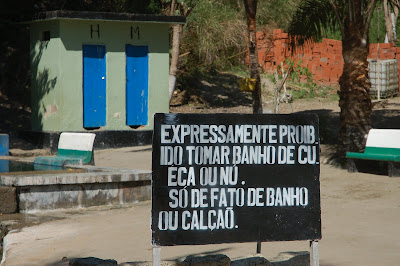 H M
EXPRESSAMENTE PROIB.
IDO TOMAR BANHO DE CU
ECA OU NÚ.
SÓ DE FATO DE BANHO
OU CALÇÃO.